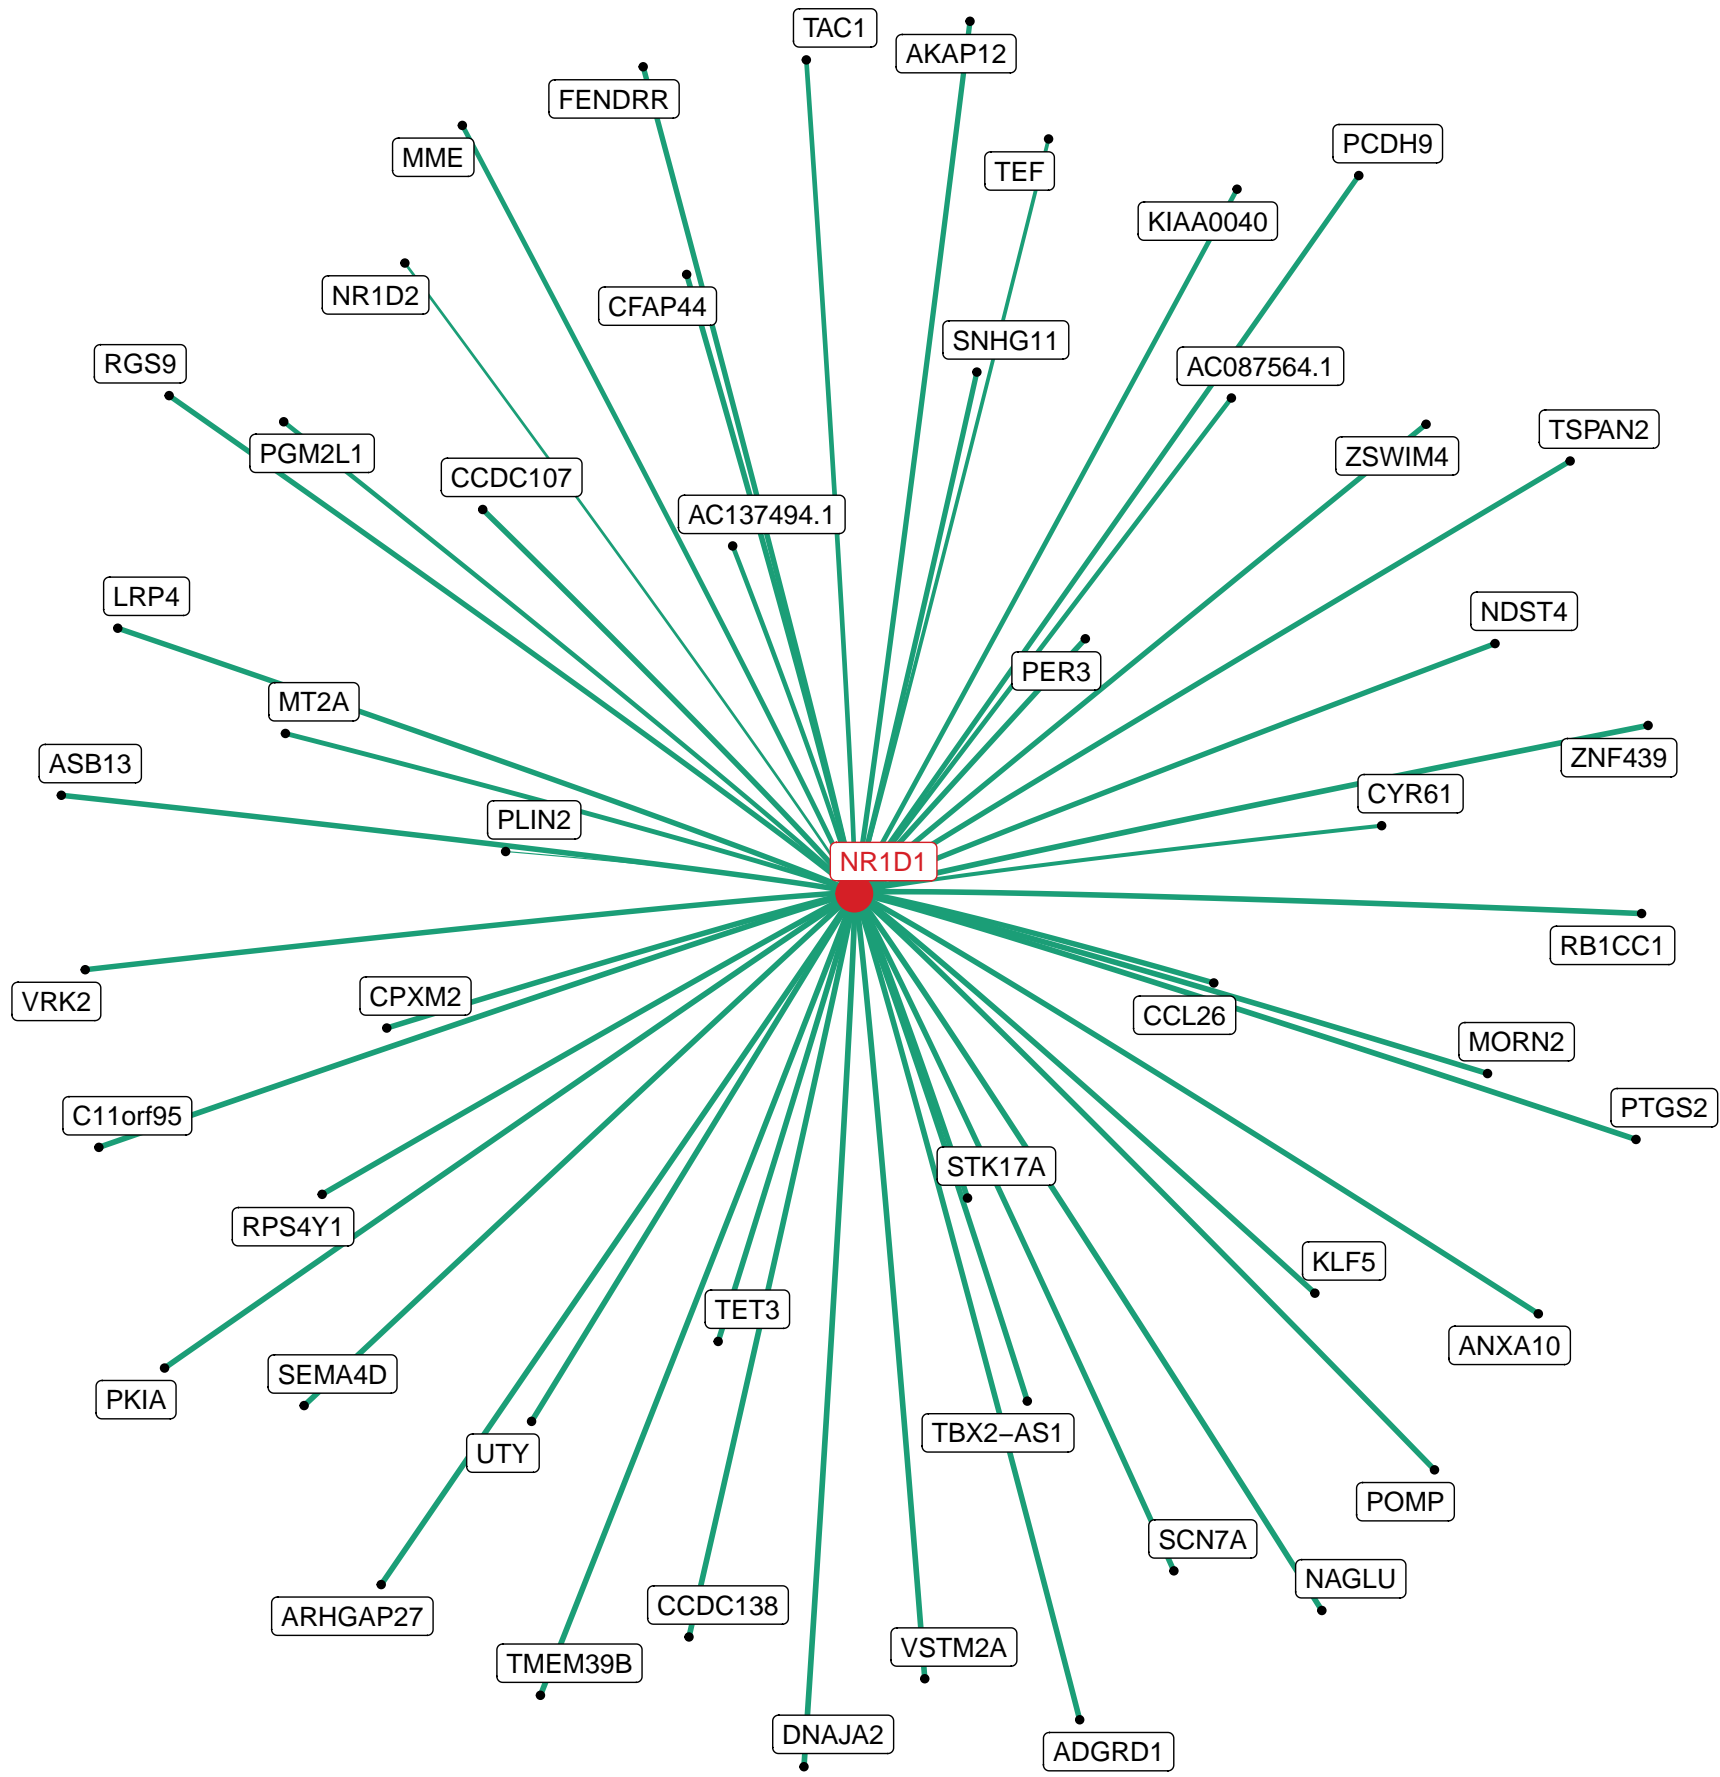 TAC1
AKAP12
FENDRR
MME
TEF
PCDH9
KIAA0040
NR1D2
CFAP44
SNHG11
RGS9
AC087564.1
TSPAN2
PGM2L1
ZSWIM4
CCDC107
AC137494.1
LRP4
NDST4
PER3
MT2A
ASB13
ZNF439
CYR61
PLIN2
NR1D1
RB1CC1
VRK2
CPXM2
CCL26
MORN2
C11orf95
PTGS2
STK17A
RPS4Y1
KLF5
TET3
ANXA10
SEMA4D
PKIA
TBX2−AS1
UTY
POMP
SCN7A
NAGLU
CCDC138
ARHGAP27
VSTM2A
TMEM39B
DNAJA2
ADGRD1